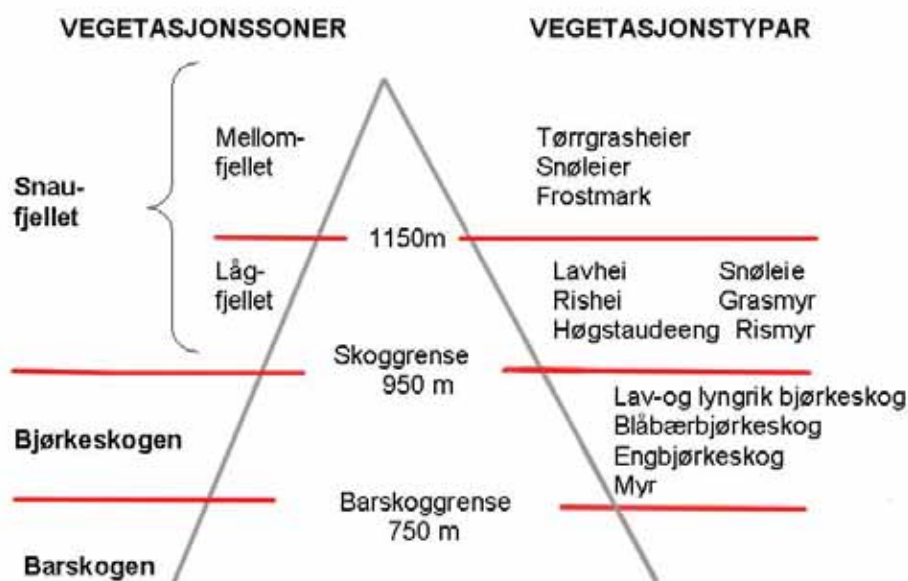 VEGETASJONSSONER
VEGETASJONSTYPAR
Mellom-
fjellet
Tørrgrasheier
Snøleier
Frostmark
Snau-
fjellet
1150m
Låg-
fjellet
Lavhei Snøleie
Rishei Grasmyr
Høgstaudeeng Rismyr
Skoggrense
950 m
Lav-og lyngrik bjørkeskog
Blåbærbjørkeskog
Engbjørkeskog
Myr
Bjørkeskogen
Barskoggrense
750 m
Barskogen